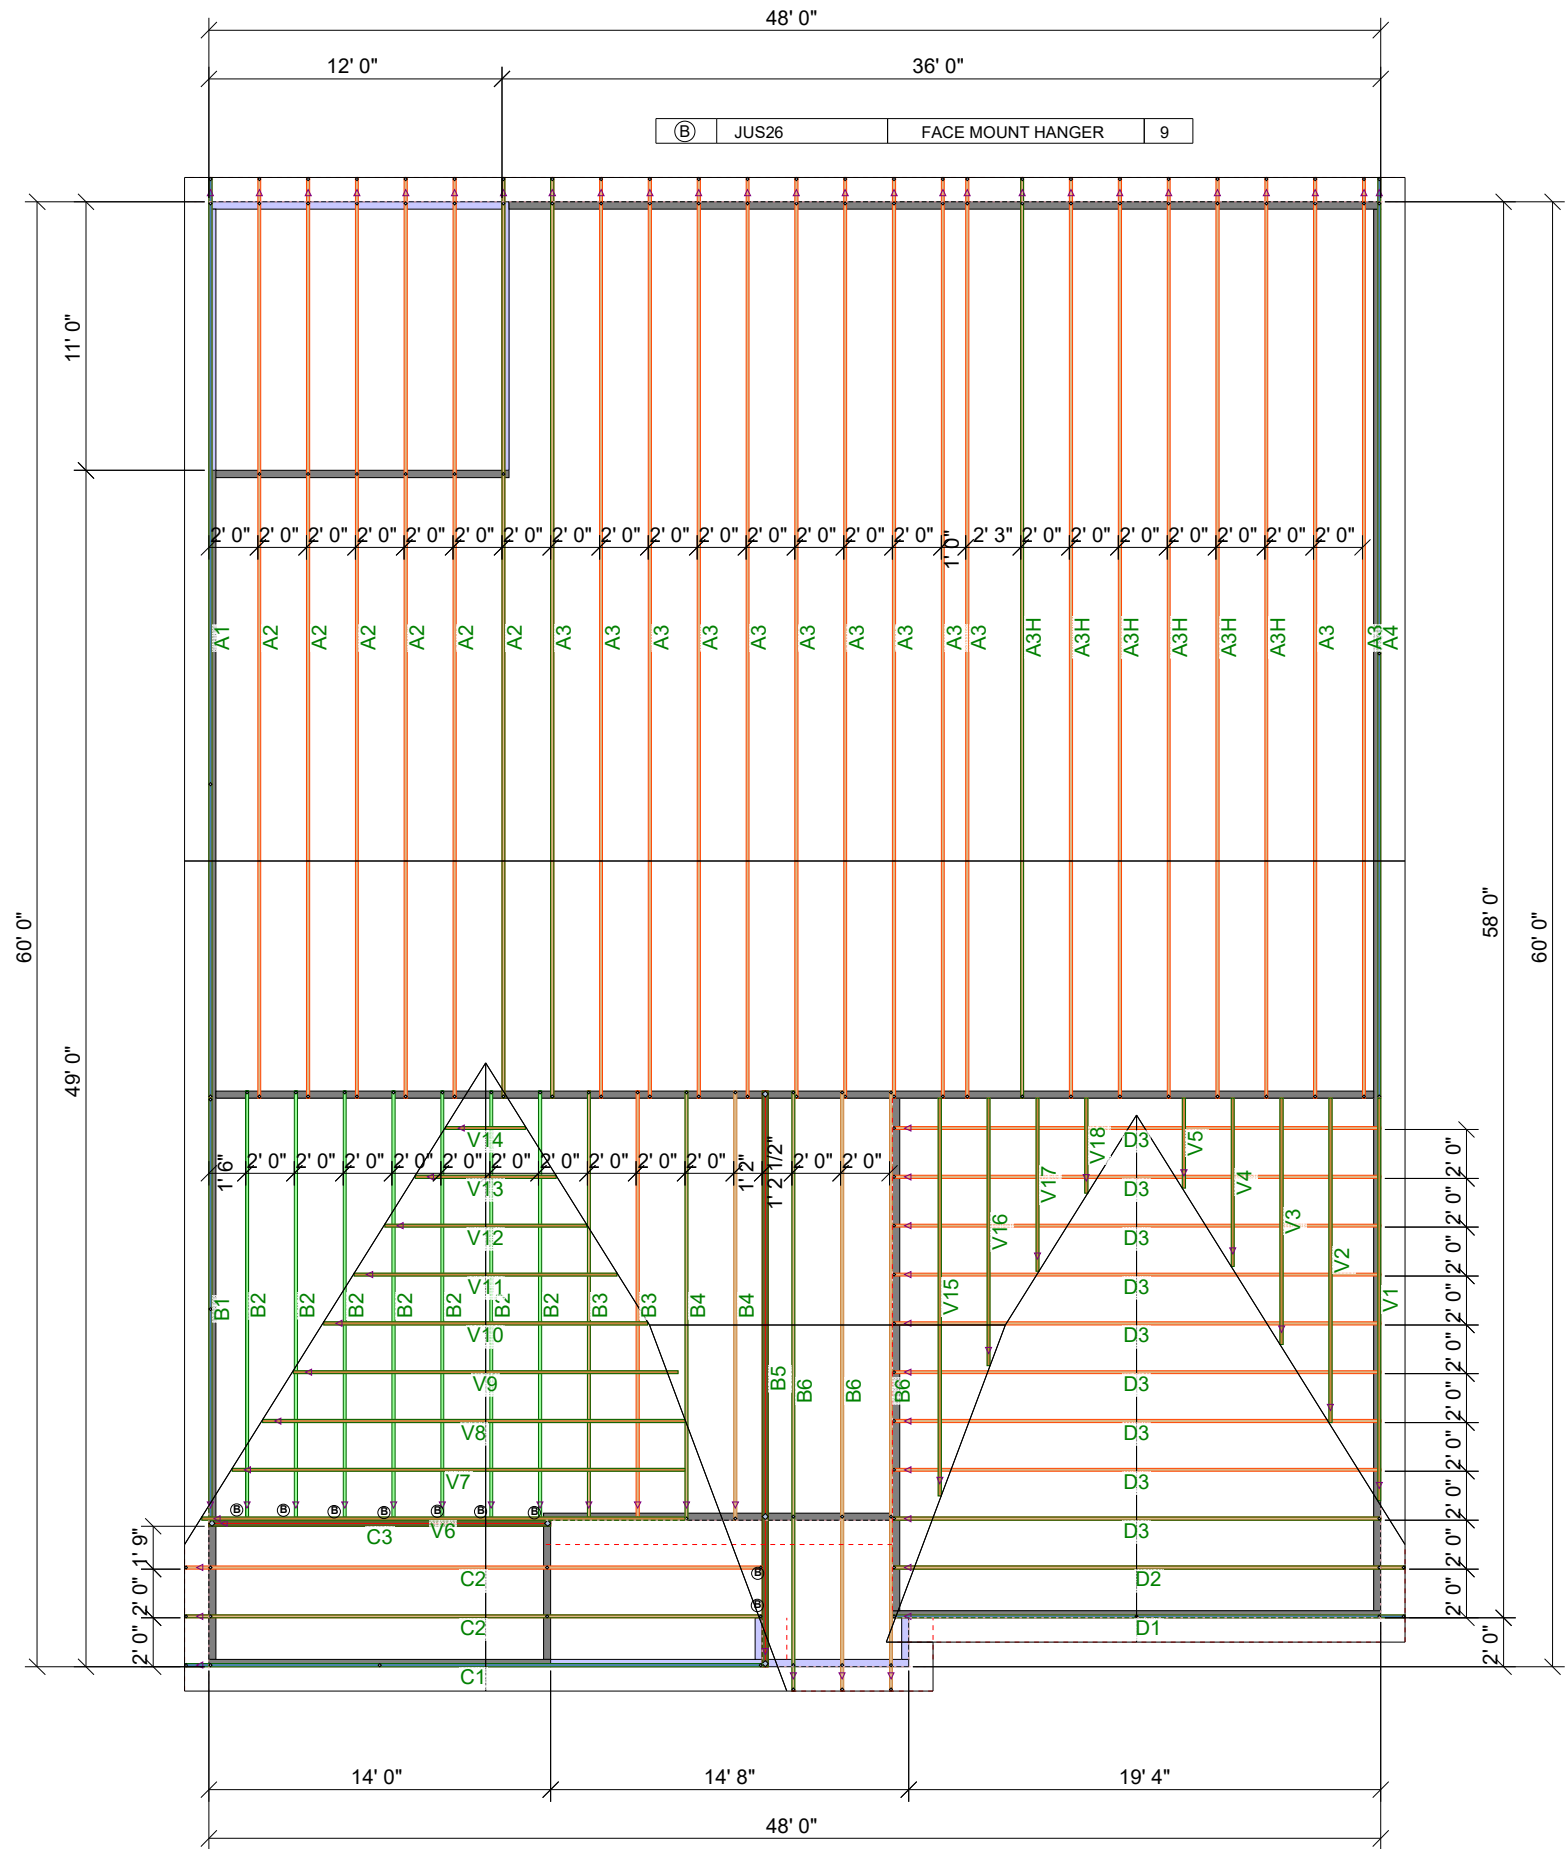 48' 0"
12' 0" 36' 0"
B JUS26 FACE MOUNT HANGER 9
11' 0"
2' 0" 2' 0" 2' 0" 2' 0" 2' 0" 2' 0" 2' 0" 2' 0" 2' 0" 2' 0" 2' 0" 2' 0" 2' 0" 2' 0" 2' 0" 1' 0" 2' 3" 2' 0" 2' 0" 2' 0" 2' 0" 2' 0" 2' 0" 2' 0"
A1 A2 A2 A2 A2 A2 A2 A3 A3 A3 A3 A3 A3 A3 A3 A3 A3 A3H A3H A3H A3H A3H A3H A3 A3 A4
60' 0"
49' 0"
58' 0"
60' 0"
1' 6" 2' 0" 2' 0" 2' 0" 2' 0" 2' 0" 2' 0" 2' 0" 2' 0" 2' 0" 2' 0" 1' 2" 1' 2 1/2" 2' 0" 2' 0"
V14
V13
V12
V11
V10
V9
V8
V7
V6
B1 B2 B2 B2 B2 B2 B2 B2 B3 B3 B4 B4 B5 B6 B6 B6
V15 V16 V17 V18 V5 V4 V3 V2 V1
D3
D3
D3
D3
D3
D3
D3
D3
D3
D2
D1
2' 0"
2' 0"
2' 0"
2' 0"
2' 0"
2' 0"
2' 0"
2' 0"
2' 0"
2' 0"
2' 0"
B B B B B B B
C3
C2
B
C2
B
C1
1' 9"
2' 0"
2' 0"
14' 0" 14' 8" 19' 4"
48' 0"